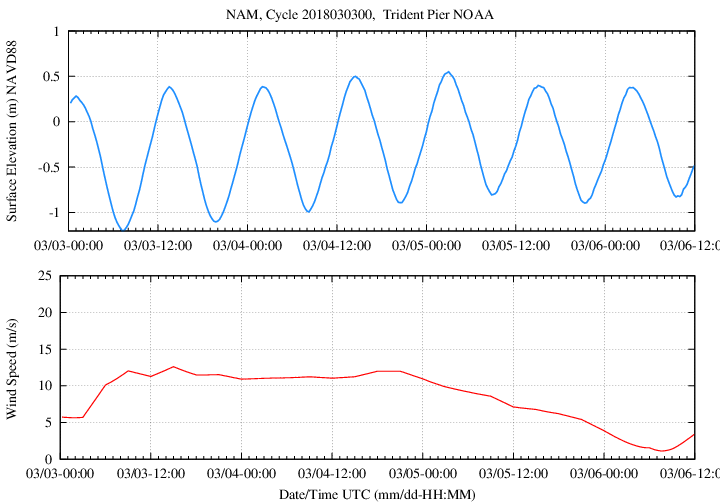 NAM, Cycle 2018030300, Trident Pier NOAA
Surface Elevation (m) NAVD88
1
0.5
0
-0.5
-1
03/03-00:00 03/03-12:00 03/04-00:00 03/04-12:00 03/05-00:00 03/05-12:00 03/06-00:00 03/06-12:0
Wind Speed (m/s)
25
20
15
10
5
0
03/03-00:00 03/03-12:00 03/04-00:00 03/04-12:00 03/05-00:00 03/05-12:00 03/06-00:00 03/06-12:0
Date/Time UTC (mm/dd-HH:MM)